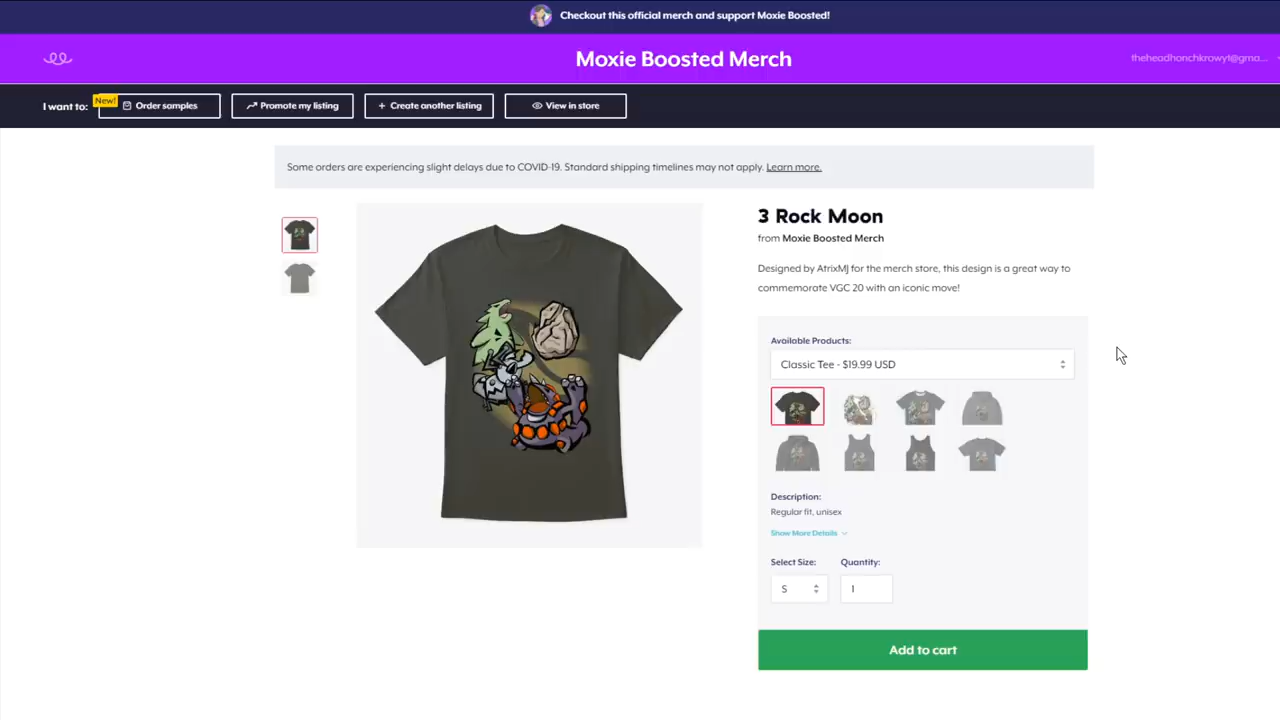 Checkout this official merch and support Moxie Boosted!
Moxie Boosted Merch
theheadhonchkrowyt@gma...
I want to:
New!
Order samples
Promote my listing
Create another listing
View in store
Some orders are experiencing slight delays due to COVID-19. Standard shipping timelines may not apply. Learn more.
3 Rock Moon
from Moxie Boosted Merch
Designed by AtrixMJ for the merch store, this design is a great way to
commemorate VGC 20 with an iconic move!
Available Products:
Classic Tee - $19.99 USD
Description:
Regular fit, unisex
Show More Details
Select Size:
Quantity:
S
1
Add to cart